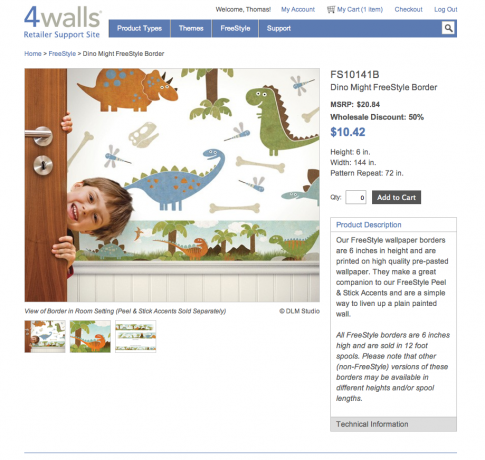 4walls®
Retailer Support Site
Welcome, Thomas! My Account My Cart (1 item) Checkout Log Out
Product Types Themes FreeStyle Support
Home > FreeStyle > Dino Might FreeStyle Border
FS10141B
Dino Might FreeStyle Border
MSRP: $20.84
Wholesale Discount: 50%
$10.42
Height: 6 in.
Width: 144 in.
Pattern Repeat: 72 in.
Qty: 0 Add to Cart
Product Description
Our FreeStyle wallpaper borders
are 6 inches in height and are
printed on high quality pre-pasted
wallpaper. They make a great
companion to our FreeStyle Peel
& Stick Accents and are a simple
way to liven up a plain painted
wall.
All FreeStyle borders are 6 inches
high and are sold in 12 foot
spools. Please note that other
(non-FreeStyle) versions of these
borders may be available in
different heights and/or spool
lengths.
Technical Information
View of Border in Room Setting (Peel & Stick Accents Sold Separately) © DLM Studio